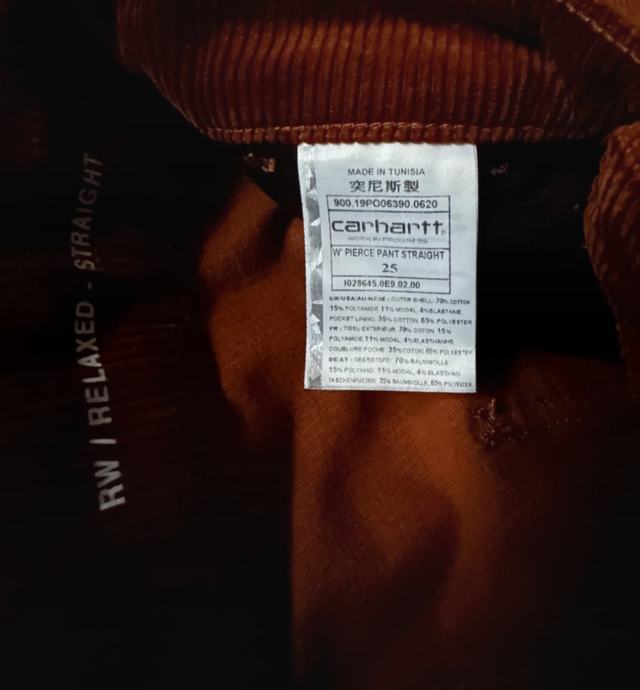 RW / RELAXED - STRAIGHT
MADE IN TUNISIA
突尼斯製
900.19PO06390.0620
carhartt®
WORK IN PROGRESS
W' PIERCE PANT STRAIGHT
25
I028645.0E9.02.00
UK/USA/AU NZ/IE : OUTER SHELL: 70% COTTON
15% POLYAMIDE 11% MODAL, 4% ELASTANE,
POCKET LINING: 35% COTTON, 65% POLYESTER
FR : TISSU EXTERIEUR: 70% COTON 15%
POLYAMIDE, 11% MODAL, 4% ELASTHANNE,
DOUBLURE POCHE: 35% COTON, 65% POLYESTER
DE/AT : OBERSTOFF: 70% BAUMWOLLE
15% POLYAMID, 11% MODAL, 4% ELASTHAN
TASCHENFUTTER: 35% BAUMWOLLE, 65% POLYESTER